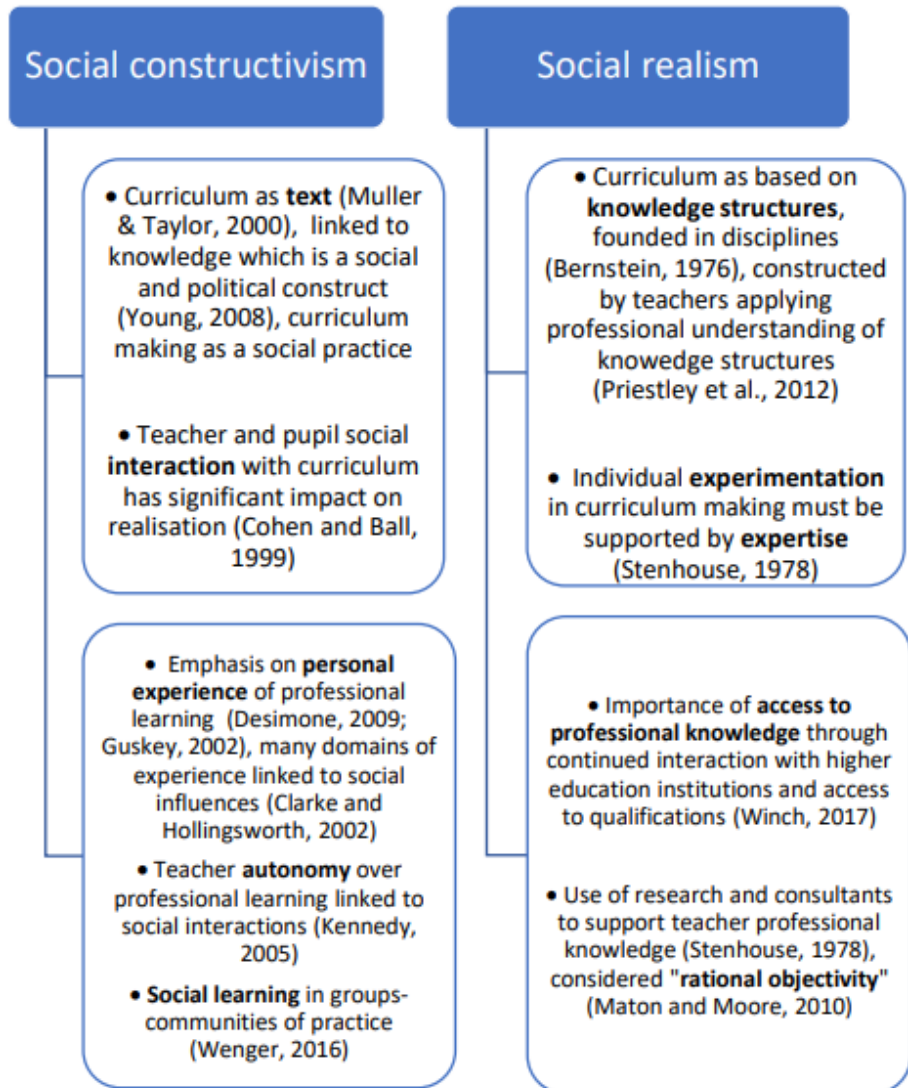 Social constructivism
• Curriculum as text (Muller
& Taylor, 2000),  linked to
knowledge which is a social
and political construct
(Young, 2008), curriculum
making as a social practice
• Teacher and pupil social
interaction with curriculum
has significant impact on
realisation (Cohen and Ball,
1999)
• Emphasis on personal
experience of professional
learning  (Desimone, 2009;
Guskey, 2002), many domains of
experience linked to social
influences (Clarke and
Hollingsworth, 2002)
• Teacher autonomy over
professional learning linked to
social interactions (Kennedy,
2005)
• Social learning in groups-
communities of practice
(Wenger, 2016)
Social realism
• Curriculum as based on
knowledge structures,
founded in disciplines
(Bernstein, 1976), constructed
by teachers applying
professional understanding of
knowedge structures
(Priestley et al., 2012)
• Individual experimentation
in curriculum making must be
supported by expertise
(Stenhouse, 1978)
• Importance of access to
professional knowledge through
continued interaction with higher
education institutions and access
to qualifications (Winch, 2017)
• Use of research and consultants
to support teacher professional
knowledge (Stenhouse, 1978),
considered "rational objectivity"
(Maton and Moore, 2010)